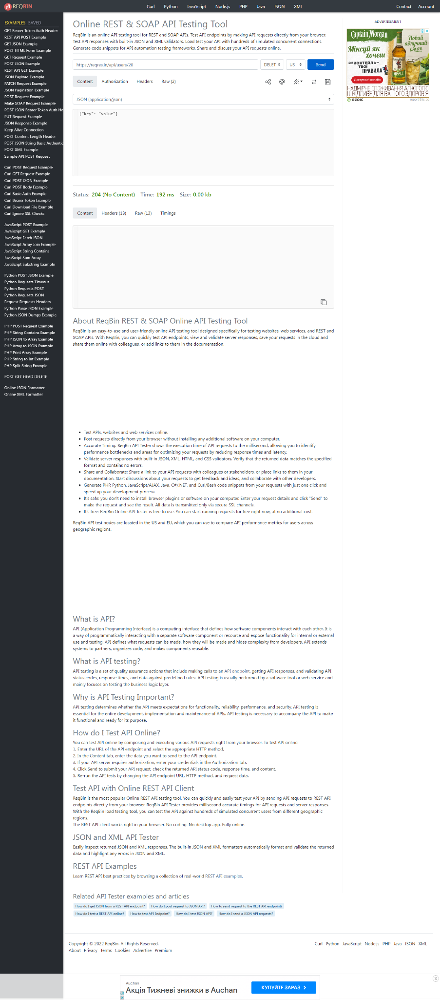 REQBIN
Curl Python JavaScript Node.js PHP Java JSON XML
Contact Account
EXAMPLES SAVED
GET Bearer Token Auth Header
REST API POST Example
GET JSON Example
POST HTML Form Example
GET Request Example
POST JSON Example
REST API GET Example
JSON Payload Example
PATCH Request Example
JSON Pagination Example
POST Request Example
Make SOAP Request Example
POST JSON Bearer Token Auth He
PUT Request Example
JSON Response Example
Keep Alive Connection
POST Content Length Header
POST JSON String Basic Authentic
POST XML Example
Sample API POST Request
Curl POST Request Example
Curl GET Request Example
Curl POST JSON Example
Curl POST Body Example
Curl Basic Auth Example
Curl Bearer Token Example
Curl Download File Example
Curl Ignore SSL Checks
JavaScript POST Example
JavaScript GET Example
JavaScript Fetch JSON
JavaScript Array Join Example
JavaScript String Contains
JavaScript Sum Array
JavaScript Substring Example
Python POST JSON Example
Python Requests Timeout
Python Requests POST
Python Requests JSON
Request Requests Headers
Python Parse JSON Example
Python JSON Dumps Example
PHP POST Request Example
PHP String Contains Example
PHP JSON to Array Example
PHP Array to JSON Example
PHP Print Array Example
PHP String to Int Example
PHP Split String Example
POST GET HEAD DELETE
Online JSON Formatter
Online XML Formatter
Online REST & SOAP API Testing Tool
ReqBin is an online API testing tool for REST and SOAP APIs. Test API endpoints by making API requests directly from your browser.
Test API responses with built-in JSON and XML validators. Load test your API with hundreds of simulated concurrent connections.
Generate code snippets for API automation testing frameworks. Share and discuss your API requests online.
https://reqres.in/api/users/20
DELET
US
Send
Content Authorization Headers Raw (2)
JSON (application/json)
{"key": "value"}
Status: 204 (No Content) Time: 192 ms Size: 0.00 kb
Content Headers (13) Raw (13) Timings
About ReqBin REST & SOAP Online API Testing Tool
ReqBin is an easy-to-use and user-friendly online API testing tool designed specifically for testing websites, web services, and REST and
SOAP APIs. With ReqBin, you can quickly test API endpoints, view and validate server responses, save your requests in the cloud and
share them online with colleagues, or add links to them in the documentation.
Test APIs, websites and web services online.
Post requests directly from your browser without installing any additional software on your computer.
Accurate Timing: ReqBin API Tester shows the execution time of API requests to the millisecond, allowing you to identify
performance bottlenecks and areas for optimizing your requests by reducing response times and latency.
Validate server responses with built-in JSON, XML, HTML, and CSS validators. Verify that the returned data matches the specified
format and contains no errors.
Share and Collaborate: Share a link to your API requests with colleagues or stakeholders, or place links to them in your
documentation. Start discussions about your requests to get feedback and ideas, and collaborate with other developers.
Generate PHP, Python, JavaScript/AJAX, Java, C#/.NET, and Curl/Bash code snippets from your requests with just one click and
speed up your development process.
It's safe: you don't need to install browser plugins or software on your computer. Enter your request details and click "Send" to
make the request and see the result. All data is transmitted only via secure SSL channels.
It's free: ReqBin Online API Tester is free to use. You can start running requests for free right now, at no additional cost.
ReqBin API test nodes are located in the US and EU, which you can use to compare API performance metrics for users across
geographic regions.
What is API?
API (Application Programming Interface) is a computing interface that defines how software components interact with each other. It is
a way of programmatically interacting with a separate software component or resource and expose functionality for internal or external
use and testing. API defines what requests can be made, how they will be made and hides complexity from developers. API extends
systems to partners, organizes code, and makes components reusable.
What is API testing?
API testing is a set of quality assurance actions that include making calls to an API endpoint, getting API responses, and validating API
status codes, response times, and data against predefined rules. API testing is usually performed by a software tool or web service and
mainly focuses on testing the business logic layer.
Why is API Testing Important?
API testing determines whether the API meets expectations for functionality, reliability, performance, and security. API testing is
essential for the entire development, implementation and maintenance of APIs. API testing is necessary to accompany the API to make
it functional and ready for its purpose.
How do I Test API Online?
You can test API online by composing and executing various API requests right from your browser. To test API online:
1. Enter the URL of the API endpoint and select the appropriate HTTP method.
2. In the Content tab, enter the data you want to send to the API endpoint.
3. If your API server requires authorization, enter your credentials in the Authorization tab.
4. Click Send to submit your API request, check the returned API status code, response time, and content.
5. Re-run the API tests by changing the API endpoint URL, HTTP method, and request data.
Test API with Online REST API Client
ReqBin is the most popular Online REST API testing tool. You can quickly and easily test your API by sending API requests to REST API
endpoints directly from your browser. ReqBin API Tester provides millisecond accurate timings for API requests and server responses.
With the ReqBin load testing tool, you can test the API against hundreds of simulated concurrent users from different geographic
regions.
The REST API client works right in your browser. No coding. No desktop app. Fully online.
JSON and XML API Tester
Easily inspect returned JSON and XML responses. The built-in JSON and XML formatters automatically format and validate the returned
data and highlight any errors in JSON and XML.
REST API Examples
Learn REST API best practices by browsing a collection of real-world REST API examples.
Related API Tester examples and articles
How do I get JSON from a REST API endpoint? How do I post request to JSON API? How to send request to the REST API endpoint?
How do I test a REST API online? How to test API Endpoint? How do I test JSON API? How do I send a JSON API requests?
ADVERTISEMENT
Captain Morgan
Новий
яблучний
смак
Міксуй як
хочеш
КОКТЕЙЛЬ-
ТВОЇ
ПРАВИЛА
Доступний онлайн
APPLE
НАДМІРНЕ СПОЖИВАННЯ АЛКОГОЛЮ
ШКІДЛИВЕ ДЛЯ ВАШОГО ЗДОРОВ'Я
ezoic
report this ad
Copyright © 2022 ReqBin. All Rights Reserved.
About Privacy Terms Cookies Advertise Premium
Curl Python JavaScript Node.js PHP Java JSON XML
Auchan
Акція Тижневі знижки в Auchan
КУПУЙТЕ ЗАРАЗ